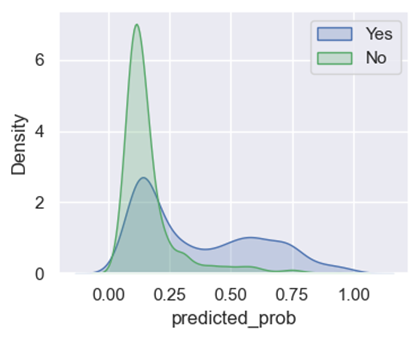 Yes
No
Density
6
4
2
0
0.00 0.25 0.50 0.75 1.00
predicted_prob